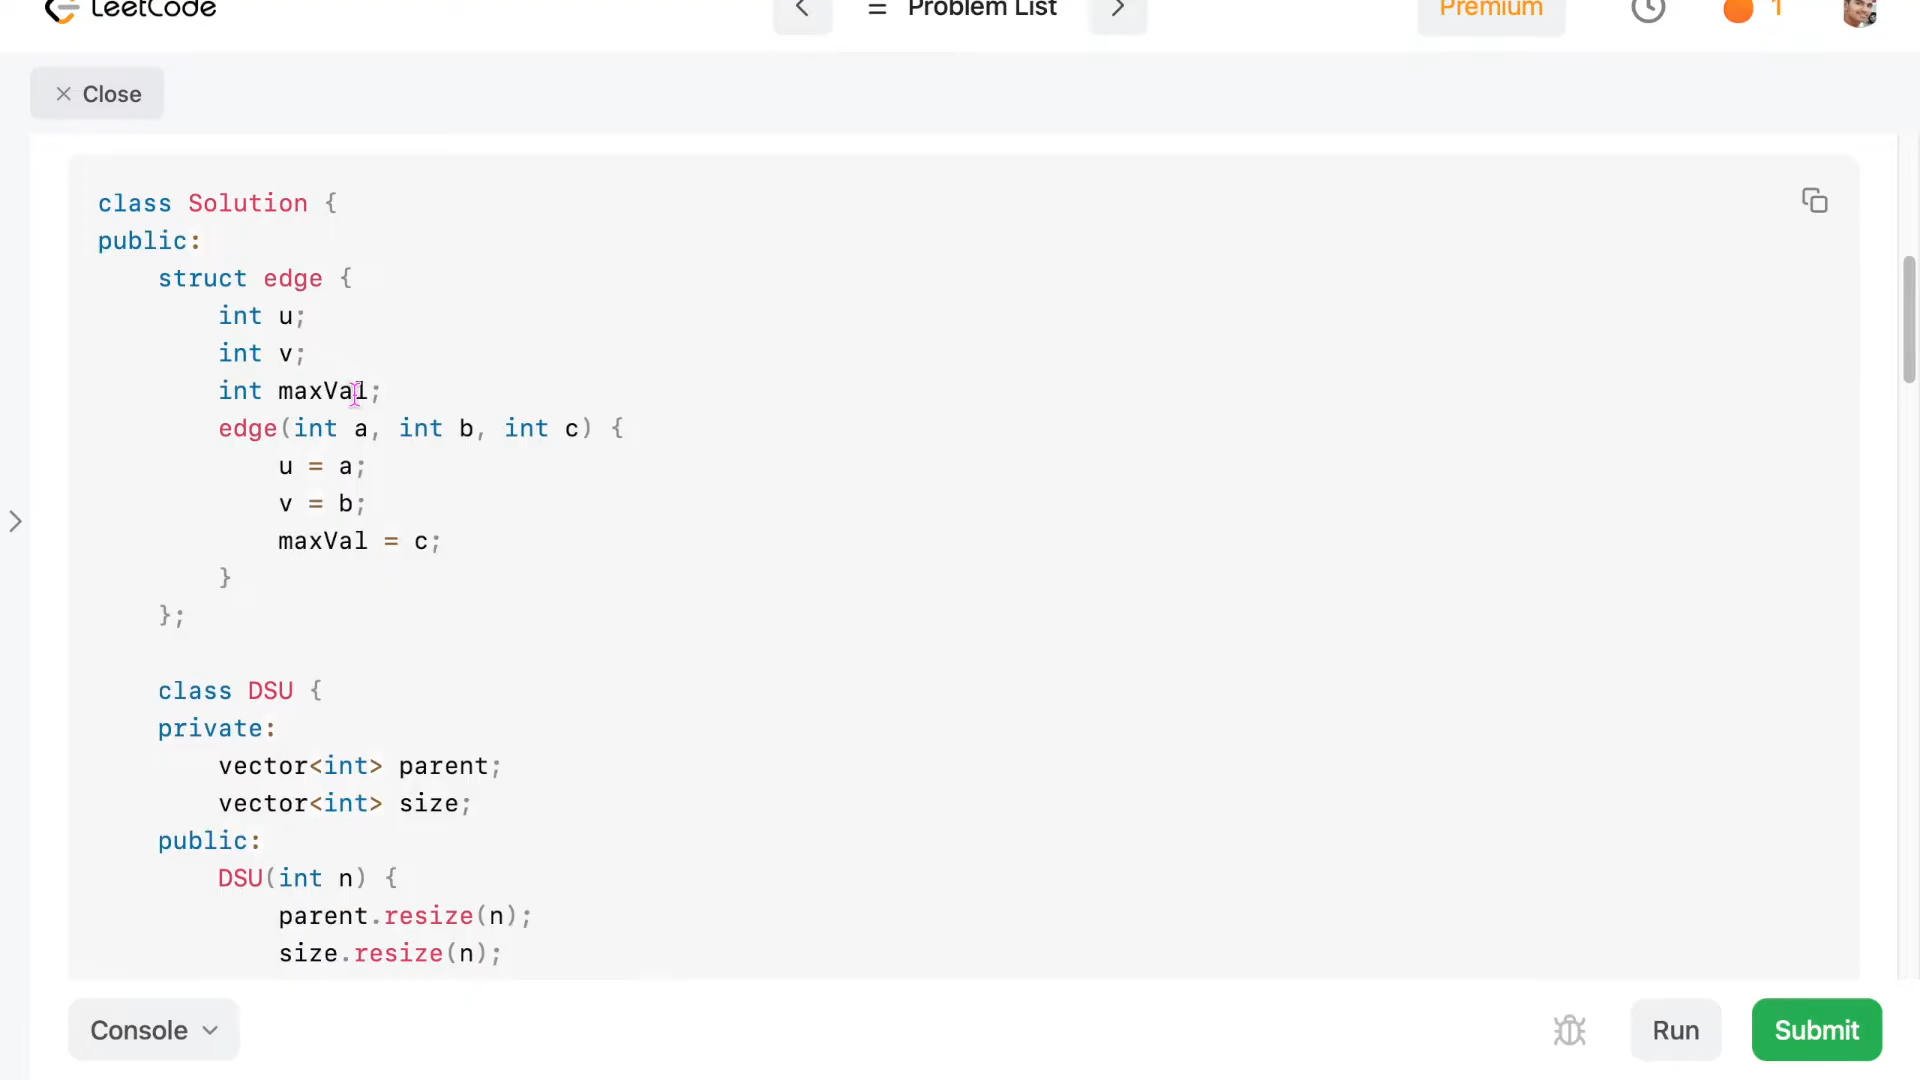 LeetCode
Problem List
Premium
1
Close
class Solution {
public:
    struct edge {
        int u;
        int v;
        int maxVal;
        edge(int a, int b, int c) {
            u = a;
            v = b;
            maxVal = c;
        }
    };
    class DSU {
    private:
        vector<int> parent;
        vector<int> size;
    public:
        DSU(int n) {
            parent.resize(n);
            size.resize(n);
Console
Run
Submit